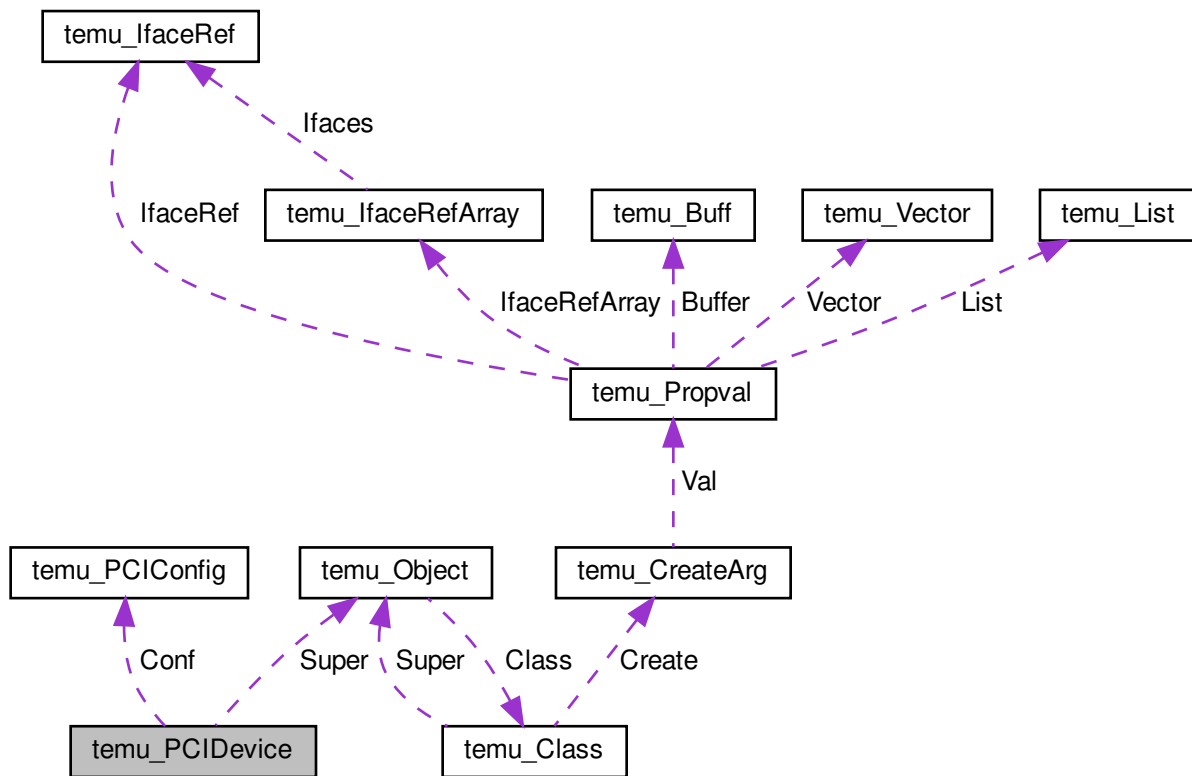 temu_IfaceRef
Ifaces
IfaceRef
temu_IfaceRefArray
temu_Buff
temu_Vector
temu_List
IfaceRefArray
Buffer
Vector
List
temu_Propval
Val
temu_PCIConfig
temu_Object
temu_CreateArg
Conf
Super
Super
Class
Create
temu_PCIDevice
temu_Class